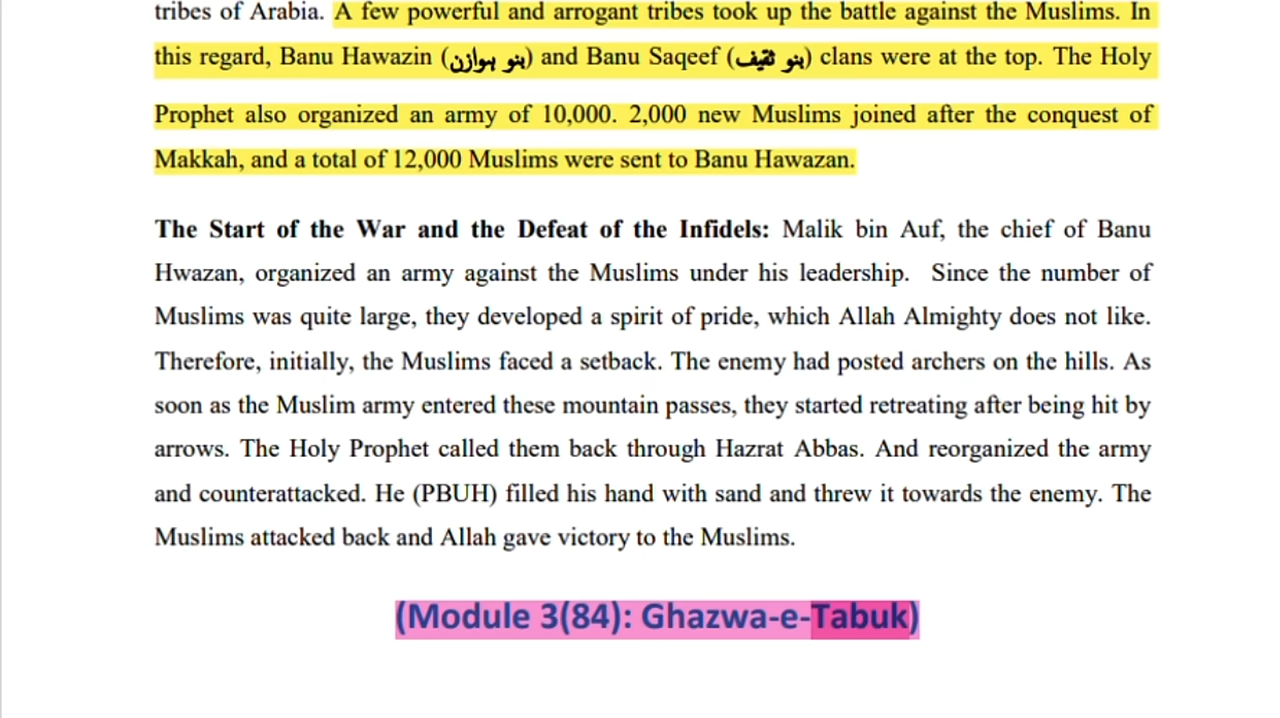 tribes of Arabia. A few powerful and arrogant tribes took up the battle against the Muslims. In
this regard, Banu Hawazin (بنو ہوازن) and Banu Saqeef (بنو ثقیف) clans were at the top. The Holy
Prophet also organized an army of 10,000. 2,000 new Muslims joined after the conquest of
Makkah, and a total of 12,000 Muslims were sent to Banu Hawazan.
The Start of the War and the Defeat of the Infidels: Malik bin Auf, the chief of Banu
Hwazan, organized an army against the Muslims under his leadership. Since the number of
Muslims was quite large, they developed a spirit of pride, which Allah Almighty does not like.
Therefore, initially, the Muslims faced a setback. The enemy had posted archers on the hills. As
soon as the Muslim army entered these mountain passes, they started retreating after being hit by
arrows. The Holy Prophet called them back through Hazrat Abbas. And reorganized the army
and counterattacked. He (PBUH) filled his hand with sand and threw it towards the enemy. The
Muslims attacked back and Allah gave victory to the Muslims.
(Module 3(84): Ghazwa-e-Tabuk)